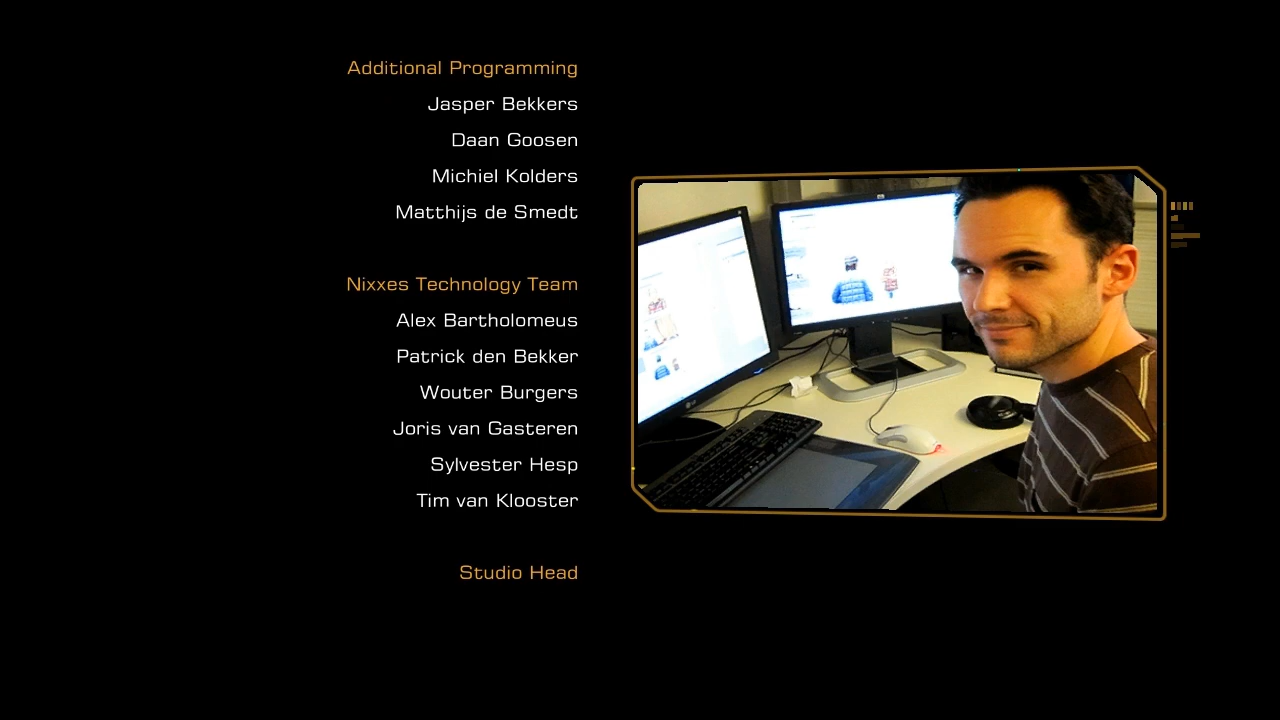 Additional Programming
Jasper Bekkers
Daan Goosen
Michiel Kolders
Matthijs de Smedt
Nixxes Technology Team
Alex Bartholomeus
Patrick den Bekker
Wouter Burgers
Joris van Gasteren
Sylvester Hesp
Tim van Klooster
Studio Head